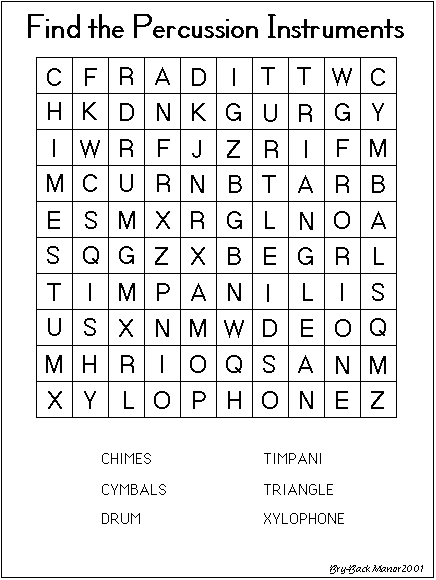 Find the Percussion Instruments
C F R A D I T T W C
H K D N K G U R G Y
I W R F J Z R I F M
M C U R N B T A R B
E S M X R G L N O A
S Q G Z X B E G R L
T I M P A N I L I S
U S X N M W D E O Q
M H R I O Q S A N M
X Y L O P H O N E Z
CHIMES TIMPANI
CYMBALS TRIANGLE
DRUM XYLOPHONE
Bry-Back Manor 2001